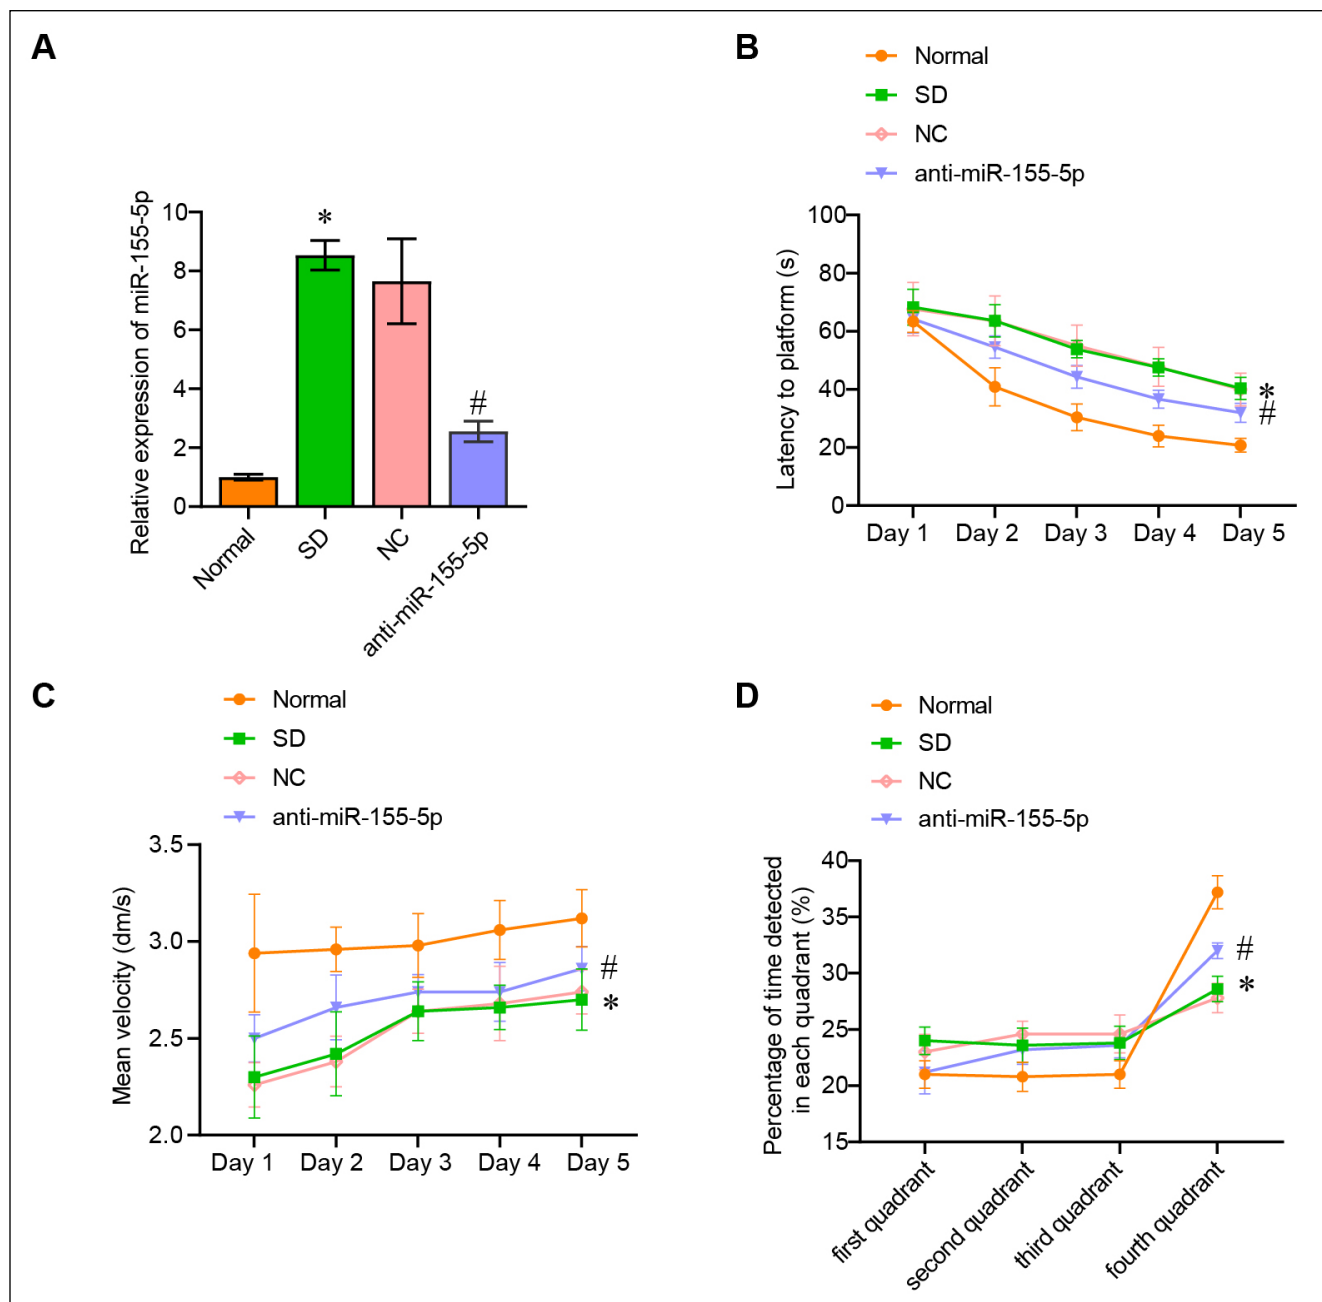 A
Relative expression of miR-155-5p
10
8
6
4
2
0
*
#
Normal
SD
NC
anti-miR-155-5p
B
Normal
SD
NC
anti-miR-155-5p
Latency to platform (s)
100
80
60
40
20
0
*
#
Day 1 Day 2 Day 3 Day 4 Day 5
C
Normal
SD
NC
anti-miR-155-5p
Mean velocity (dm/s)
3.5
3.0
2.5
2.0
#
*
Day 1 Day 2 Day 3 Day 4 Day 5
D
Normal
SD
NC
anti-miR-155-5p
Percentage of time detected
in each quadrant (%)
40
35
30
25
20
15
#
*
first quadrant
second quadrant
third quadrant
fourth quadrant